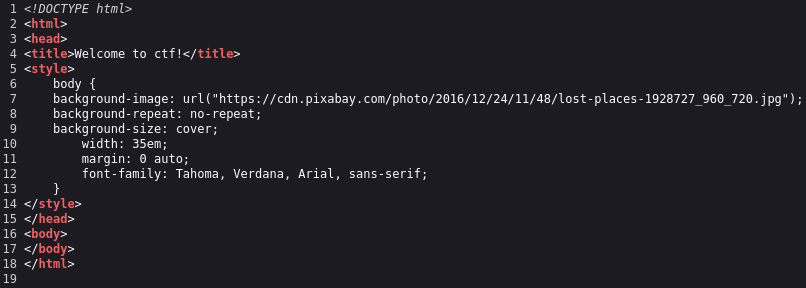 1 <!DOCTYPE html>
2 <html>
3 <head>
4 <title>Welcome to ctf!</title>
5 <style>
6     body {
7     background-image: url("https://cdn.pixabay.com/photo/2016/12/24/11/48/lost-places-1928727_960_720.jpg");
8     background-repeat: no-repeat;
9     background-size: cover;
10         width: 35em;
11         margin: 0 auto;
12         font-family: Tahoma, Verdana, Arial, sans-serif;
13     }
14 </style>
15 </head>
16 <body>
17 </body>
18 </html>
19